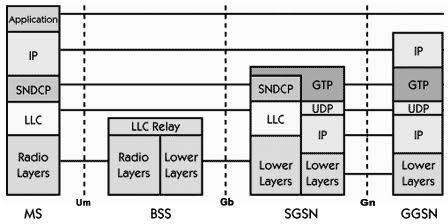 Application
IP
IP
SNDCP
SNDCP
GTP
GTP
LLC
LLC
UDP
UDP
LLC Relay
IP
IP
Radio Layers
Radio Layers
Lower Layers
Lower Layers
Lower Layers
Lower Layers
MS
Um
BSS
Gb
SGSN
Gn
GGSN